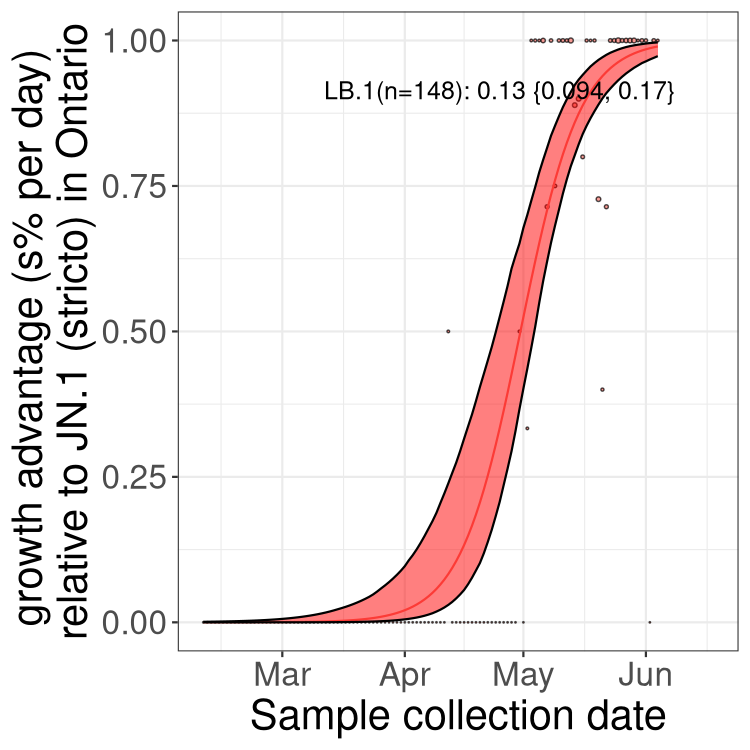 growth advantage (s% per day)
relative to JN.1 (stricto) in Ontario
1.00
0.75
0.50
0.25
0.00
LB.1(n=148): 0.13 {0.094, 0.17}
Mar Apr May Jun
Sample collection date